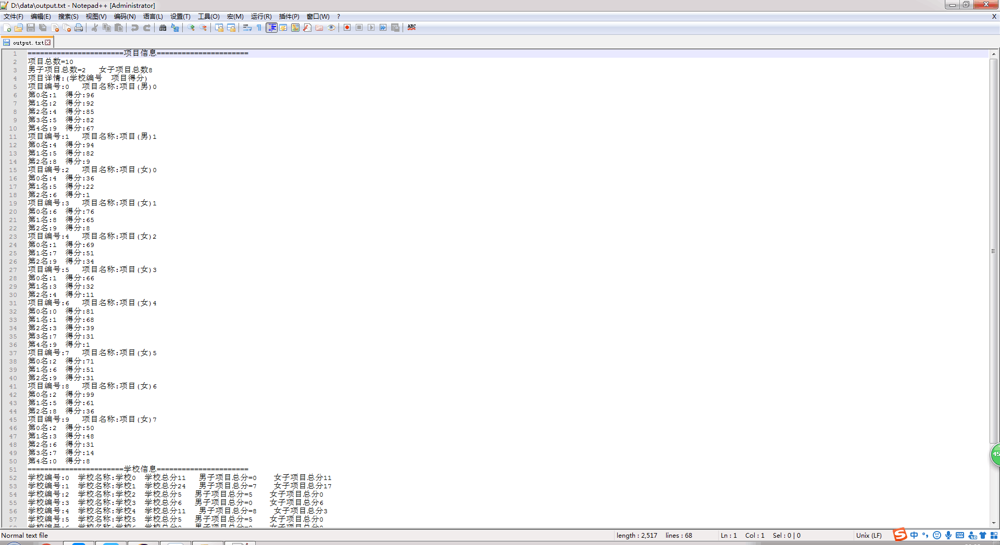 D:\data\output.txt - Notepad++ [Administrator]
文件(F) 编辑(E) 搜索(S) 视图(V) 编码(N) 语言(L) 设置(T) 工具(O) 宏(M) 运行(R) 插件(P) 窗口(W) ? X
output.txt
1 =======================项目信息======================
2 项目总数=10
3 男子项目总数=2 女子项目总数8
4 项目详情:(学校编号 项目得分)
5 项目编号:0 项目名称:项目(男)0
6 第0名:1 得分:96
7 第1名:2 得分:92
8 第2名:4 得分:85
9 第3名:5 得分:82
10 第4名:9 得分:67
11 项目编号:1 项目名称:项目(男)1
12 第0名:4 得分:94
13 第1名:5 得分:82
14 第2名:8 得分:9
15 项目编号:2 项目名称:项目(女)0
16 第0名:4 得分:36
17 第1名:5 得分:22
18 第2名:6 得分:1
19 项目编号:3 项目名称:项目(女)1
20 第0名:6 得分:76
21 第1名:8 得分:65
22 第2名:9 得分:8
23 项目编号:4 项目名称:项目(女)2
24 第0名:1 得分:69
25 第1名:7 得分:51
26 第2名:9 得分:34
27 项目编号:5 项目名称:项目(女)3
28 第0名:1 得分:66
29 第1名:3 得分:32
30 第2名:4 得分:11
31 项目编号:6 项目名称:项目(女)4
32 第0名:0 得分:81
33 第1名:1 得分:68
34 第2名:3 得分:39
35 第3名:7 得分:31
36 第4名:9 得分:1
37 项目编号:7 项目名称:项目(女)5
38 第0名:2 得分:71
39 第1名:6 得分:51
40 第2名:9 得分:31
41 项目编号:8 项目名称:项目(女)6
42 第0名:2 得分:99
43 第1名:5 得分:61
44 第2名:8 得分:36
45 项目编号:9 项目名称:项目(女)7
46 第0名:2 得分:50
47 第1名:3 得分:48
48 第2名:6 得分:31
49 第3名:7 得分:14
50 第4名:0 得分:8
51 =======================学校信息======================
52 学校编号:0 学校名称:学校0 学校总分11 男子项目总分=0 女子项目总分11
53 学校编号:1 学校名称:学校1 学校总分24 男子项目总分=7 女子项目总分17
54 学校编号:2 学校名称:学校2 学校总分5 男子项目总分=5 女子项目总分0
55 学校编号:3 学校名称:学校3 学校总分6 男子项目总分=0 女子项目总分6
56 学校编号:4 学校名称:学校4 学校总分11 男子项目总分=8 女子项目总分3
57 学校编号:5 学校名称:学校5 学校总分5 男子项目总分=5 女子项目总分0
45
Normal text file length : 2,517 lines : 68 Ln : 1 Col : 1 Sel : 0 | 0 Unix (LF) 中